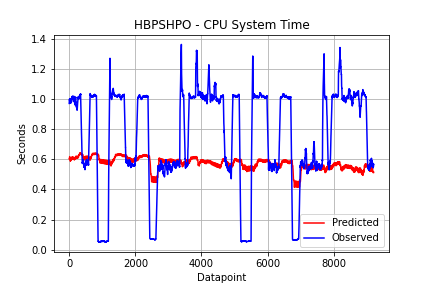 HBPSHPO - CPU System Time
1.4
1.2
1.0
0.8
0.6
0.4
0.2
0.0
Seconds
0 2000 4000 6000 8000
Datapoint
Predicted
Observed